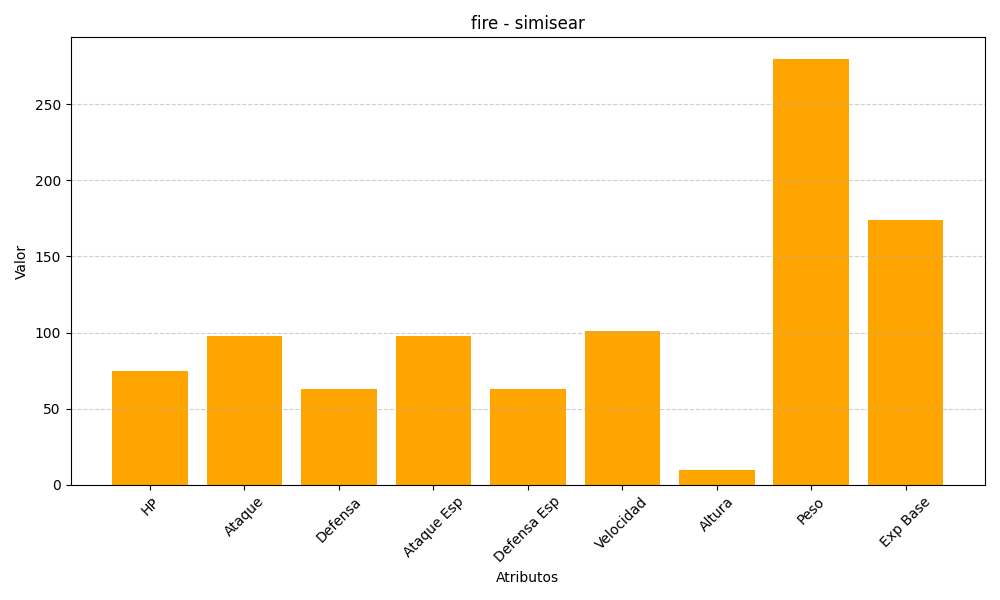 fire - simisear
Valor
250
200
150
100
50
0
HP
Ataque
Defensa
Ataque Esp
Defensa Esp
Velocidad
Altura
Peso
Exp Base
Atributos